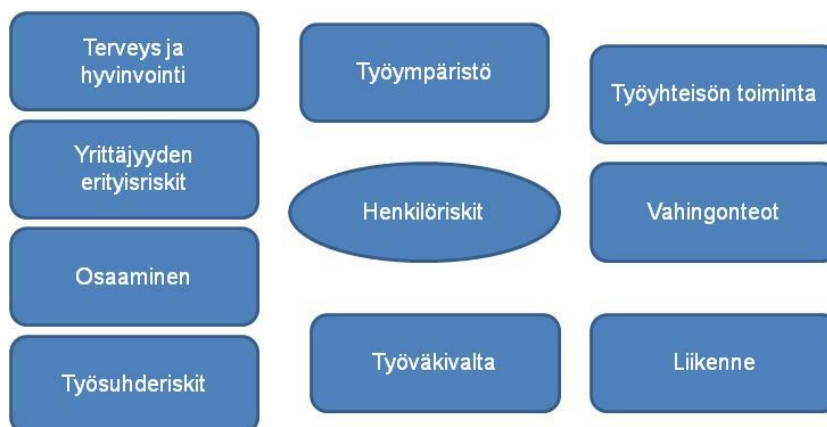 Terveys ja
hyvinvointi
Yrittäjyyden
erityisriskit
Osaaminen
Työsuhderiskit
Työympäristö
Henkilöriskit
Työväkivalta
Työyhteisön toiminta
Vahingonteot
Liikenne